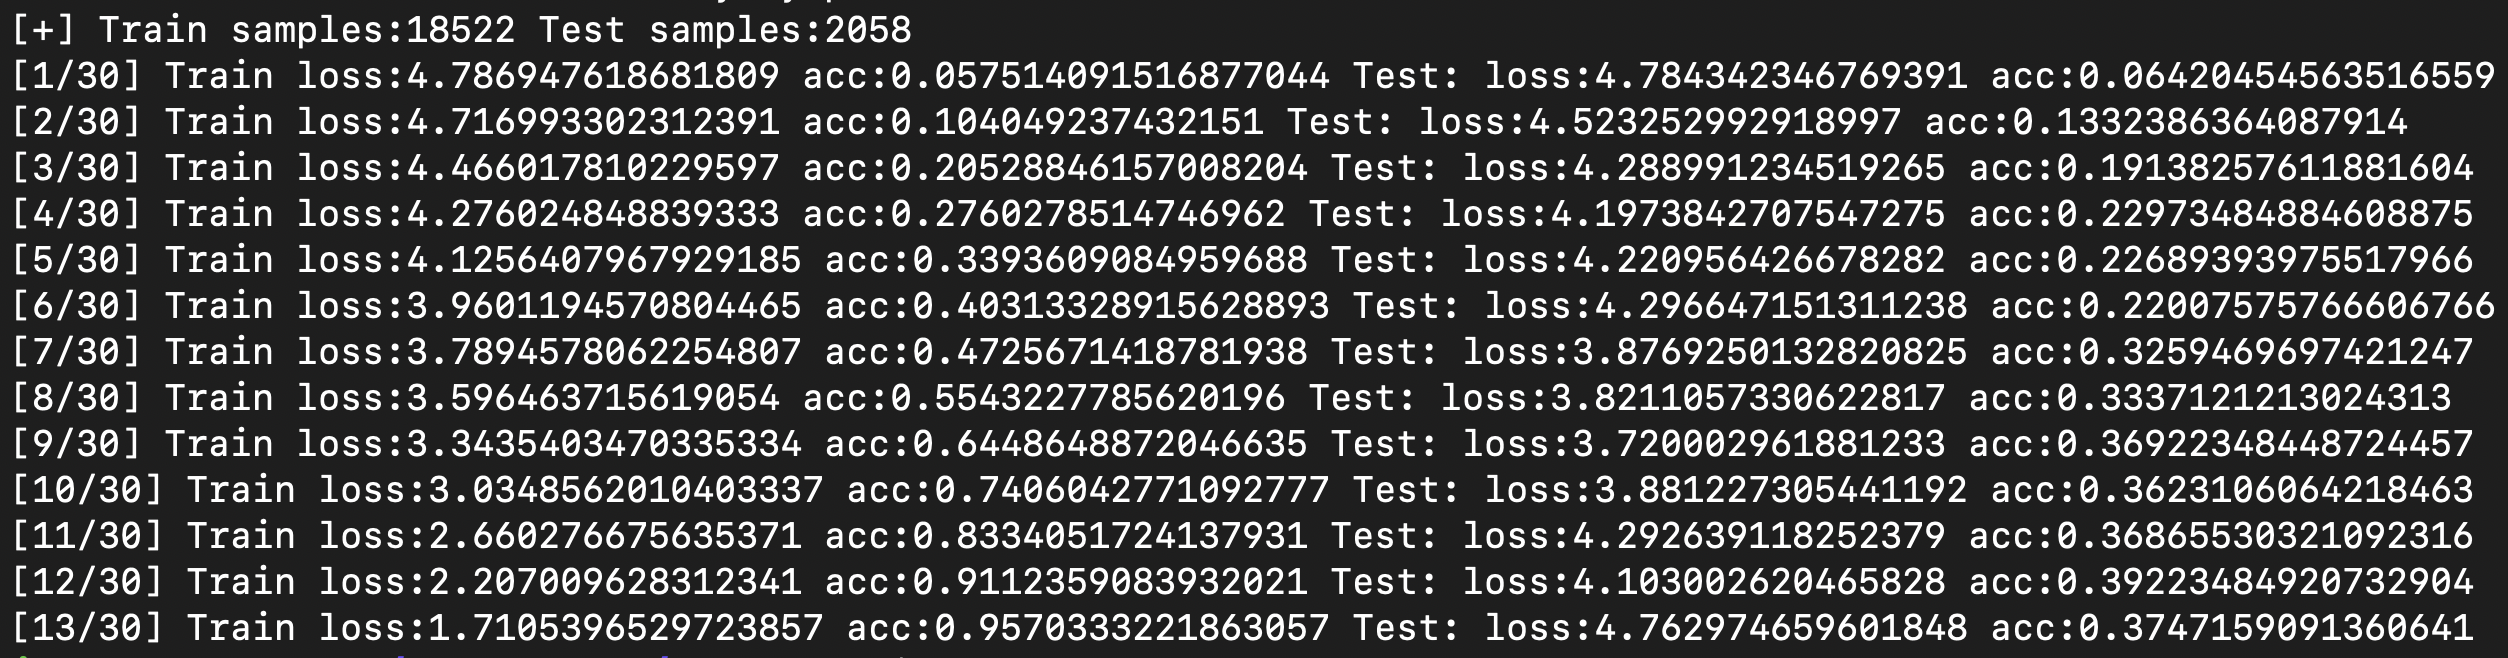 [+] Train samples:18522 Test samples:2058
[1/30] Train loss:4.786947618681809 acc:0.057514091516877044 Test: loss:4.784342346769391 acc:0.06420454563516559
[2/30] Train loss:4.716993302312391 acc:0.104049237432151 Test: loss:4.523252992918997 acc:0.1332386364087914
[3/30] Train loss:4.466017810229597 acc:0.20528846157008204 Test: loss:4.288991234519265 acc:0.19138257611881604
[4/30] Train loss:4.276024848839333 acc:0.2760278514746962 Test: loss:4.197384270754​7275 acc:0.22973484884608875
[5/30] Train loss:4.1256407967929185 acc:0.3393609084959688 Test: loss:4.220956426678282 acc:0.22689393975517966
[6/30] Train loss:3.9601194570804465 acc:0.40313328915628893 Test: loss:4.296647151311238 acc:0.22007575766606766
[7/30] Train loss:3.7894578062254807 acc:0.4725671418781938 Test: loss:3.8769250132820825 acc:0.3259469697421247
[8/30] Train loss:3.596463715619054 acc:0.5543227785620196 Test: loss:3.8211057330622817 acc:0.3337121213024313
[9/30] Train loss:3.3435403470335334 acc:0.6448648872046635 Test: loss:3.720002961881233 acc:0.36922348448724457
[10/30] Train loss:3.0348562010403337 acc:0.7406042771092777 Test: loss:3.881227305441192 acc:0.3623106064218463
[11/30] Train loss:2.660276675635371 acc:0.8334051724137931 Test: loss:4.292639118252379 acc:0.36865530321092316
[12/30] Train loss:2.207009628312341 acc:0.9112359083932021 Test: loss:4.103002620465828 acc:0.39223484920732904
[13/30] Train loss:1.7105396529723857 acc:0.9570333221863057 Test: loss:4.762974659601848 acc:0.3747159091360641